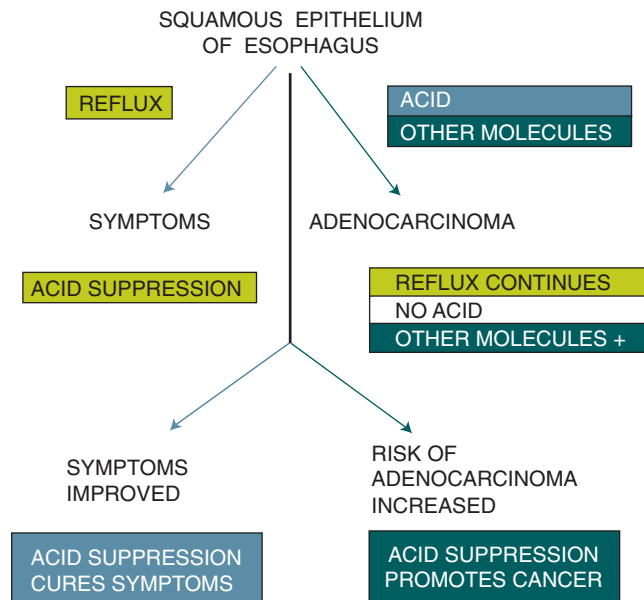 SQUAMOUS EPITHELIUM
OF ESOPHAGUS
REFLUX
ACID
OTHER MOLECULES
SYMPTOMS
ADENOCARCINOMA
ACID SUPPRESSION
REFLUX CONTINUES
NO ACID
OTHER MOLECULES +
SYMPTOMS
IMPROVED
RISK OF
ADENOCARCINOMA
INCREASED
ACID SUPPRESSION
CURES SYMPTOMS
ACID SUPPRESSION
PROMOTES CANCER